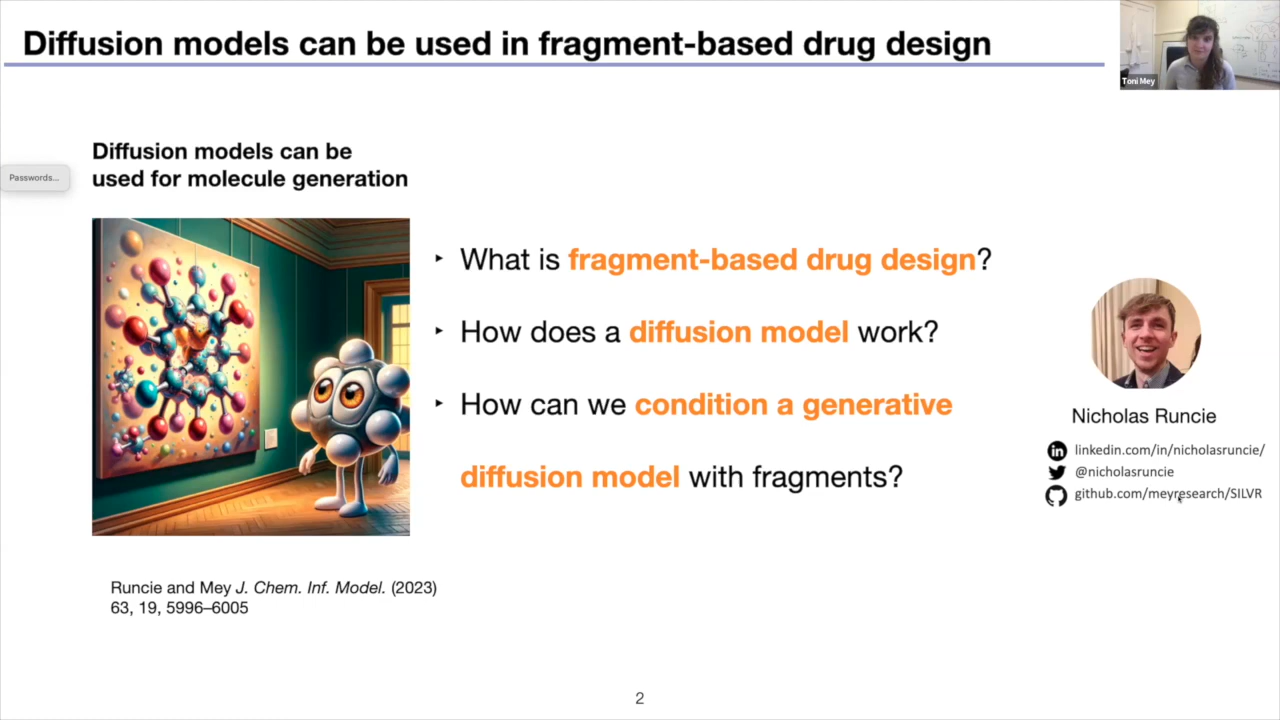 Diffusion models can be used in fragment-based drug design
Toni Mey
Diffusion models can be
used for molecule generation
Passwords...
‣ What is fragment-based drug design?
‣ How does a diffusion model work?
‣ How can we condition a generative
diffusion model with fragments?
Nicholas Runcie
linkedin.com/in/nicholasruncie/
@nicholasruncie
github.com/meyresearch/SILVR
Runcie and Mey J. Chem. Inf. Model. (2023)
63, 19, 5996–6005
2